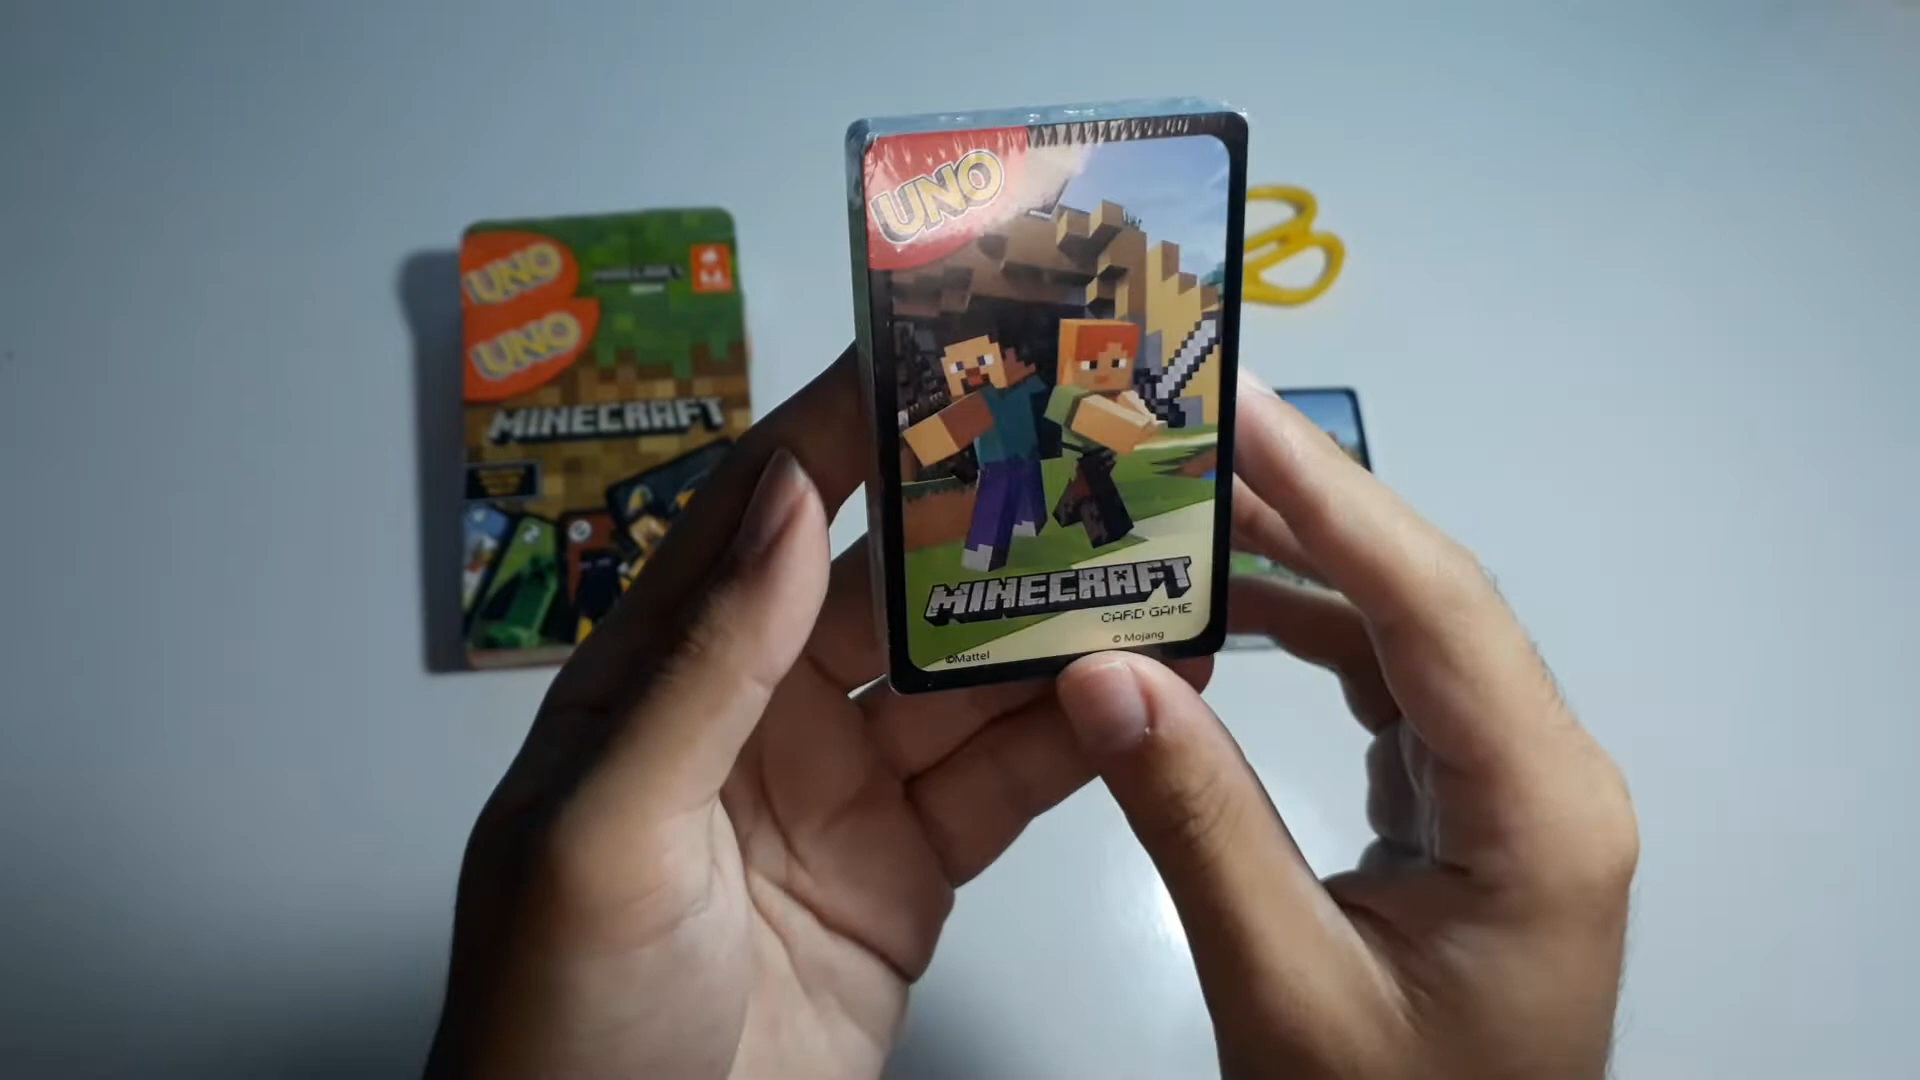 UNO
UNO
MINECRAFT
UNO
MINECRAFT
CARD GAME
© Mojang
©Mattel